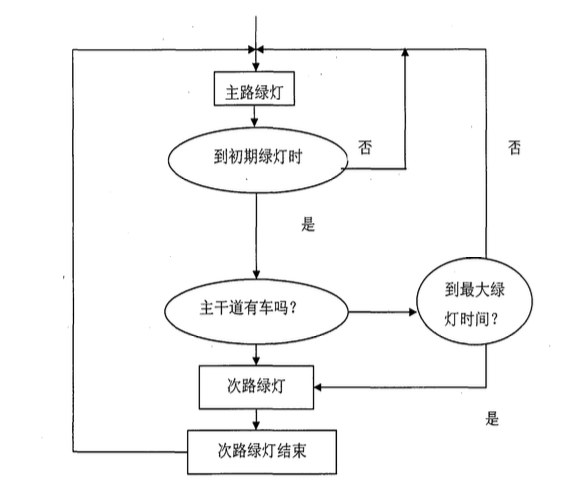 主路绿灯
到初期绿灯时
否
否
是
主干道有车吗？
到最大绿
灯时间？
次路绿灯
是
次路绿灯结束